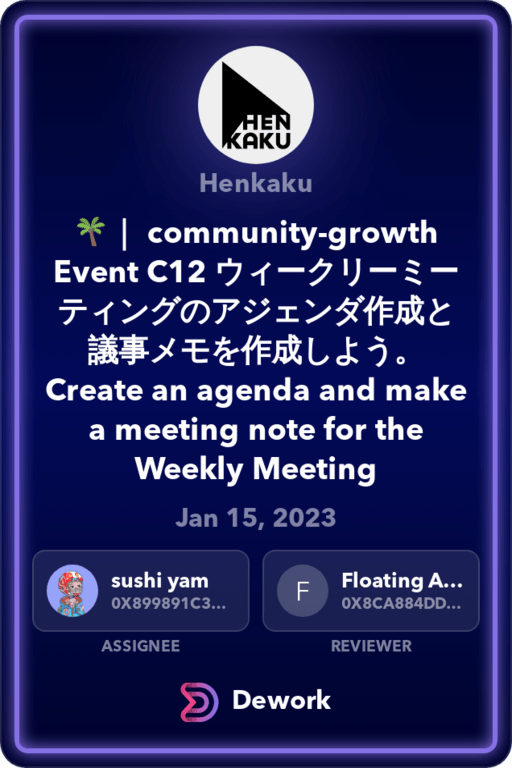 HEN
KAKU
Henkaku
🌴｜ community-growth
Event C12 ウィークリーミー
ティングのアジェンダ作成と
議事メモを作成しよう。
Create an agenda and make
a meeting note for the
Weekly Meeting
Jan 15, 2023
sushi yam
0X899891C3...
ASSIGNEE
F
Floating A...
0X8CA884DD...
REVIEWER
Dework